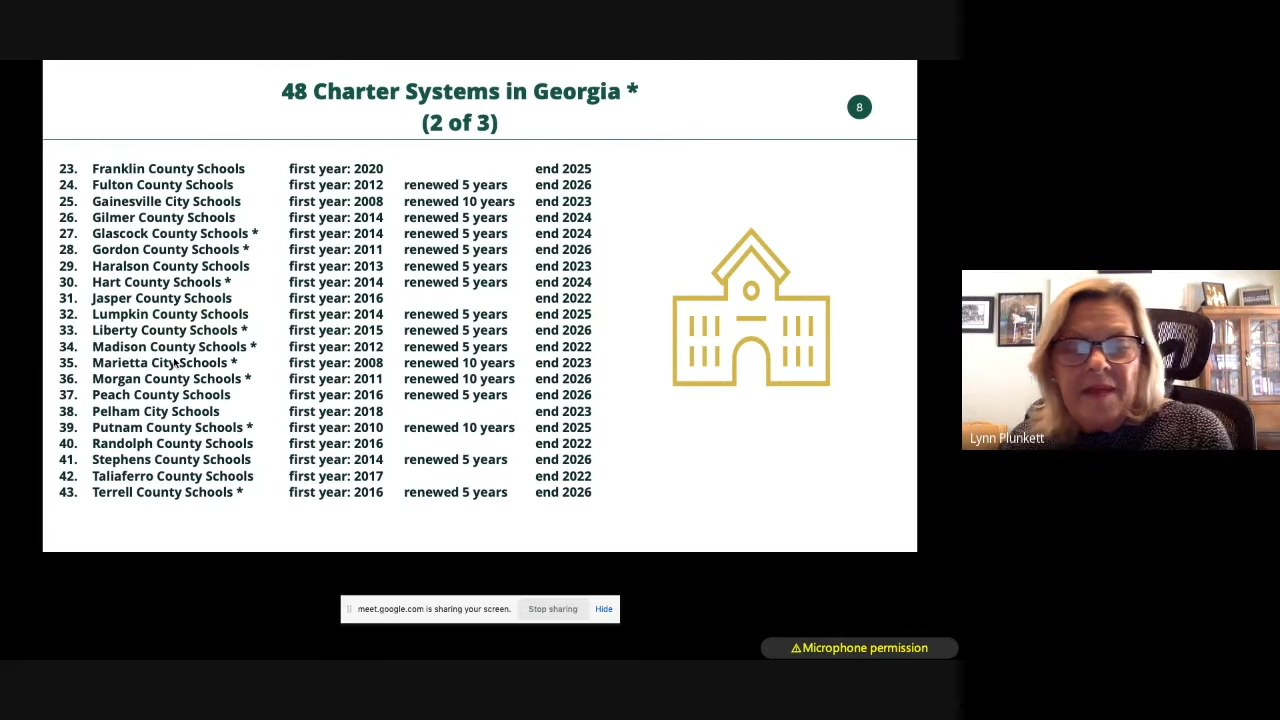 48 Charter Systems in Georgia *
(2 of 3)
8
23. Franklin County Schools first year: 2020 end 2025
24. Fulton County Schools first year: 2012 renewed 5 years end 2026
25. Gainesville City Schools first year: 2008 renewed 10 years end 2023
26. Gilmer County Schools first year: 2014 renewed 5 years end 2024
27. Glascock County Schools * first year: 2014 renewed 5 years end 2024
28. Gordon County Schools * first year: 2011 renewed 5 years end 2026
29. Haralson County Schools first year: 2013 renewed 5 years end 2023
30. Hart County Schools * first year: 2014 renewed 5 years end 2024
31. Jasper County Schools first year: 2016 end 2022
32. Lumpkin County Schools first year: 2014 renewed 5 years end 2025
33. Liberty County Schools * first year: 2015 renewed 5 years end 2026
34. Madison County Schools * first year: 2012 renewed 5 years end 2022
35. Marietta City Schools * first year: 2008 renewed 10 years end 2023
36. Morgan County Schools * first year: 2011 renewed 10 years end 2026
37. Peach County Schools first year: 2016 renewed 5 years end 2026
38. Pelham City Schools first year: 2018 end 2023
39. Putnam County Schools * first year: 2010 renewed 10 years end 2025
40. Randolph County Schools first year: 2016 end 2022
41. Stephens County Schools first year: 2014 renewed 5 years end 2026
42. Taliaferro County Schools first year: 2017 end 2022
43. Terrell County Schools * first year: 2016 renewed 5 years end 2026
Lynn Plunkett
meet.google.com is sharing your screen. Stop sharing Hide
⚠Microphone permission